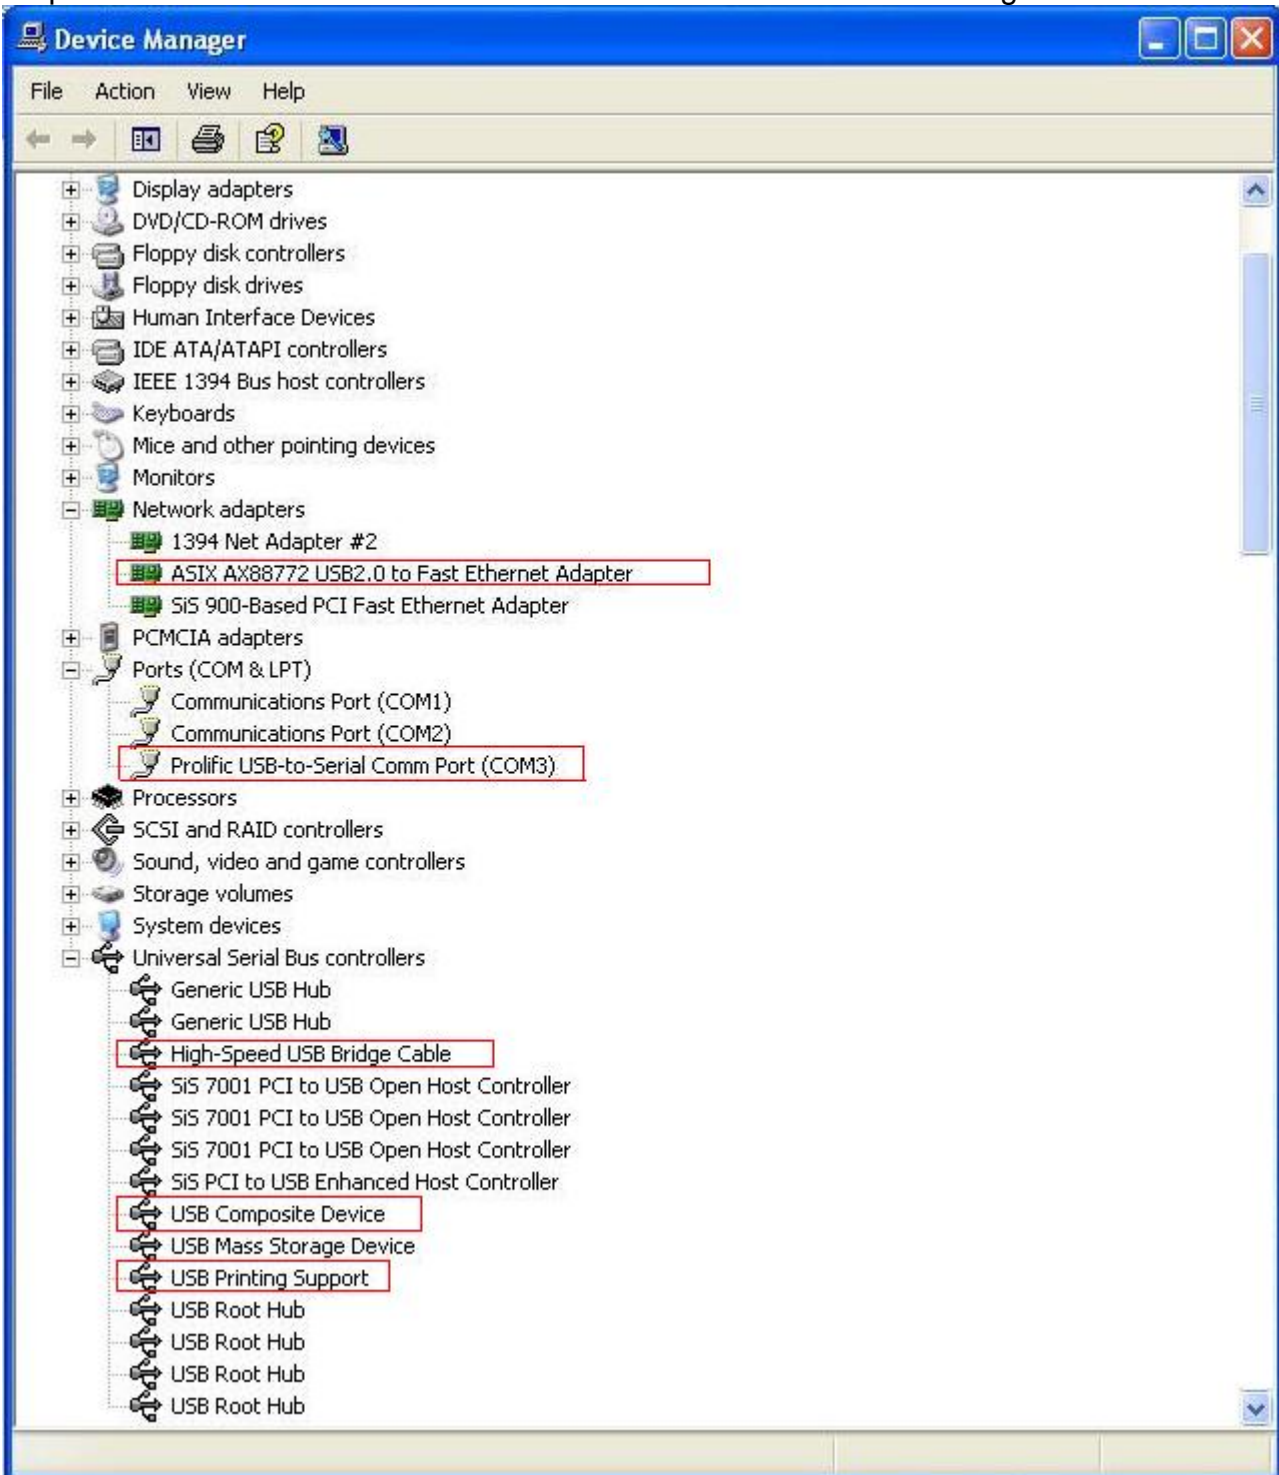 Device Manager
File Action View Help
Display adapters
DVD/CD-ROM drives
Floppy disk controllers
Floppy disk drives
Human Interface Devices
IDE ATA/ATAPI controllers
IEEE 1394 Bus host controllers
Keyboards
Mice and other pointing devices
Monitors
Network adapters
1394 Net Adapter #2
ASIX AX88772 USB2.0 to Fast Ethernet Adapter
SiS 900-Based PCI Fast Ethernet Adapter
PCMCIA adapters
Ports (COM & LPT)
Communications Port (COM1)
Communications Port (COM2)
Prolific USB-to-Serial Comm Port (COM3)
Processors
SCSI and RAID controllers
Sound, video and game controllers
Storage volumes
System devices
Universal Serial Bus controllers
Generic USB Hub
Generic USB Hub
High-Speed USB Bridge Cable
SiS 7001 PCI to USB Open Host Controller
SiS 7001 PCI to USB Open Host Controller
SiS 7001 PCI to USB Open Host Controller
SiS PCI to USB Enhanced Host Controller
USB Composite Device
USB Mass Storage Device
USB Printing Support
USB Root Hub
USB Root Hub
USB Root Hub
USB Root Hub